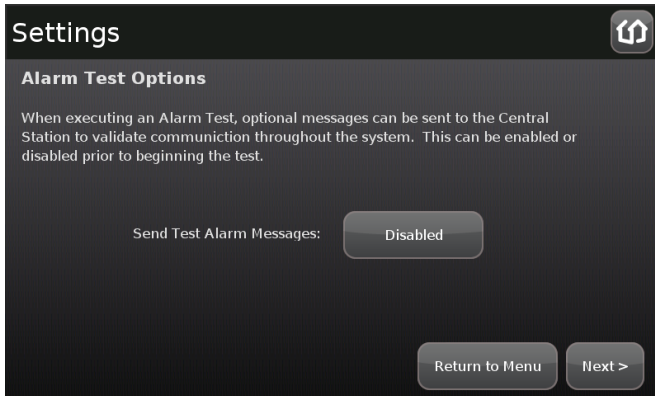 Settings
Alarm Test Options
When executing an Alarm Test, optional messages can be sent to the Central
Station to validate communiction throughout the system.  This can be enabled or
disabled prior to beginning the test.
Send Test Alarm Messages:
Disabled
Return to Menu
Next >